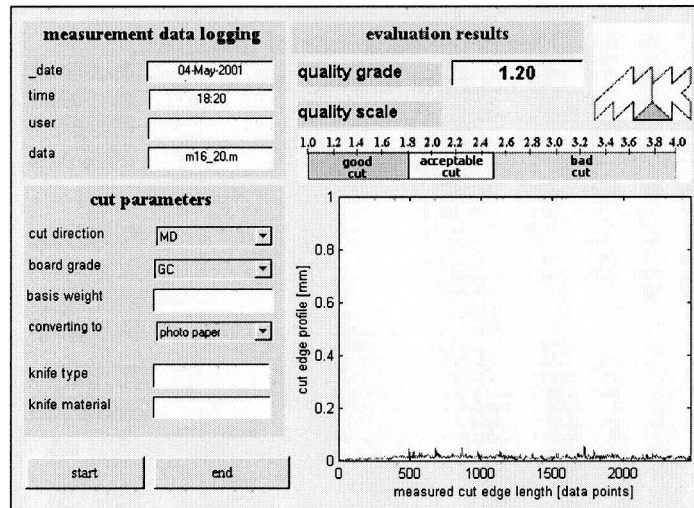 measurement data logging
_date 04-May-2001
time 18:20
user
data m16_20.m
cut parameters
cut direction MD
board grade GC
basis weight
converting to photo paper
knife type
knife material
start end
evaluation results
quality grade 1.20
quality scale
1.0 1.2 1.4 1.6 1.8 2.0 2.2 2.4 2.6 2.8 3.0 3.2 3.4 3.6 3.8 4.0
good cut
acceptable cut
bad cut
cut edge profile [mm]
1
0.8
0.6
0.4
0.2
0
0 500 1000 1500 2000
measured cut edge length [data points]